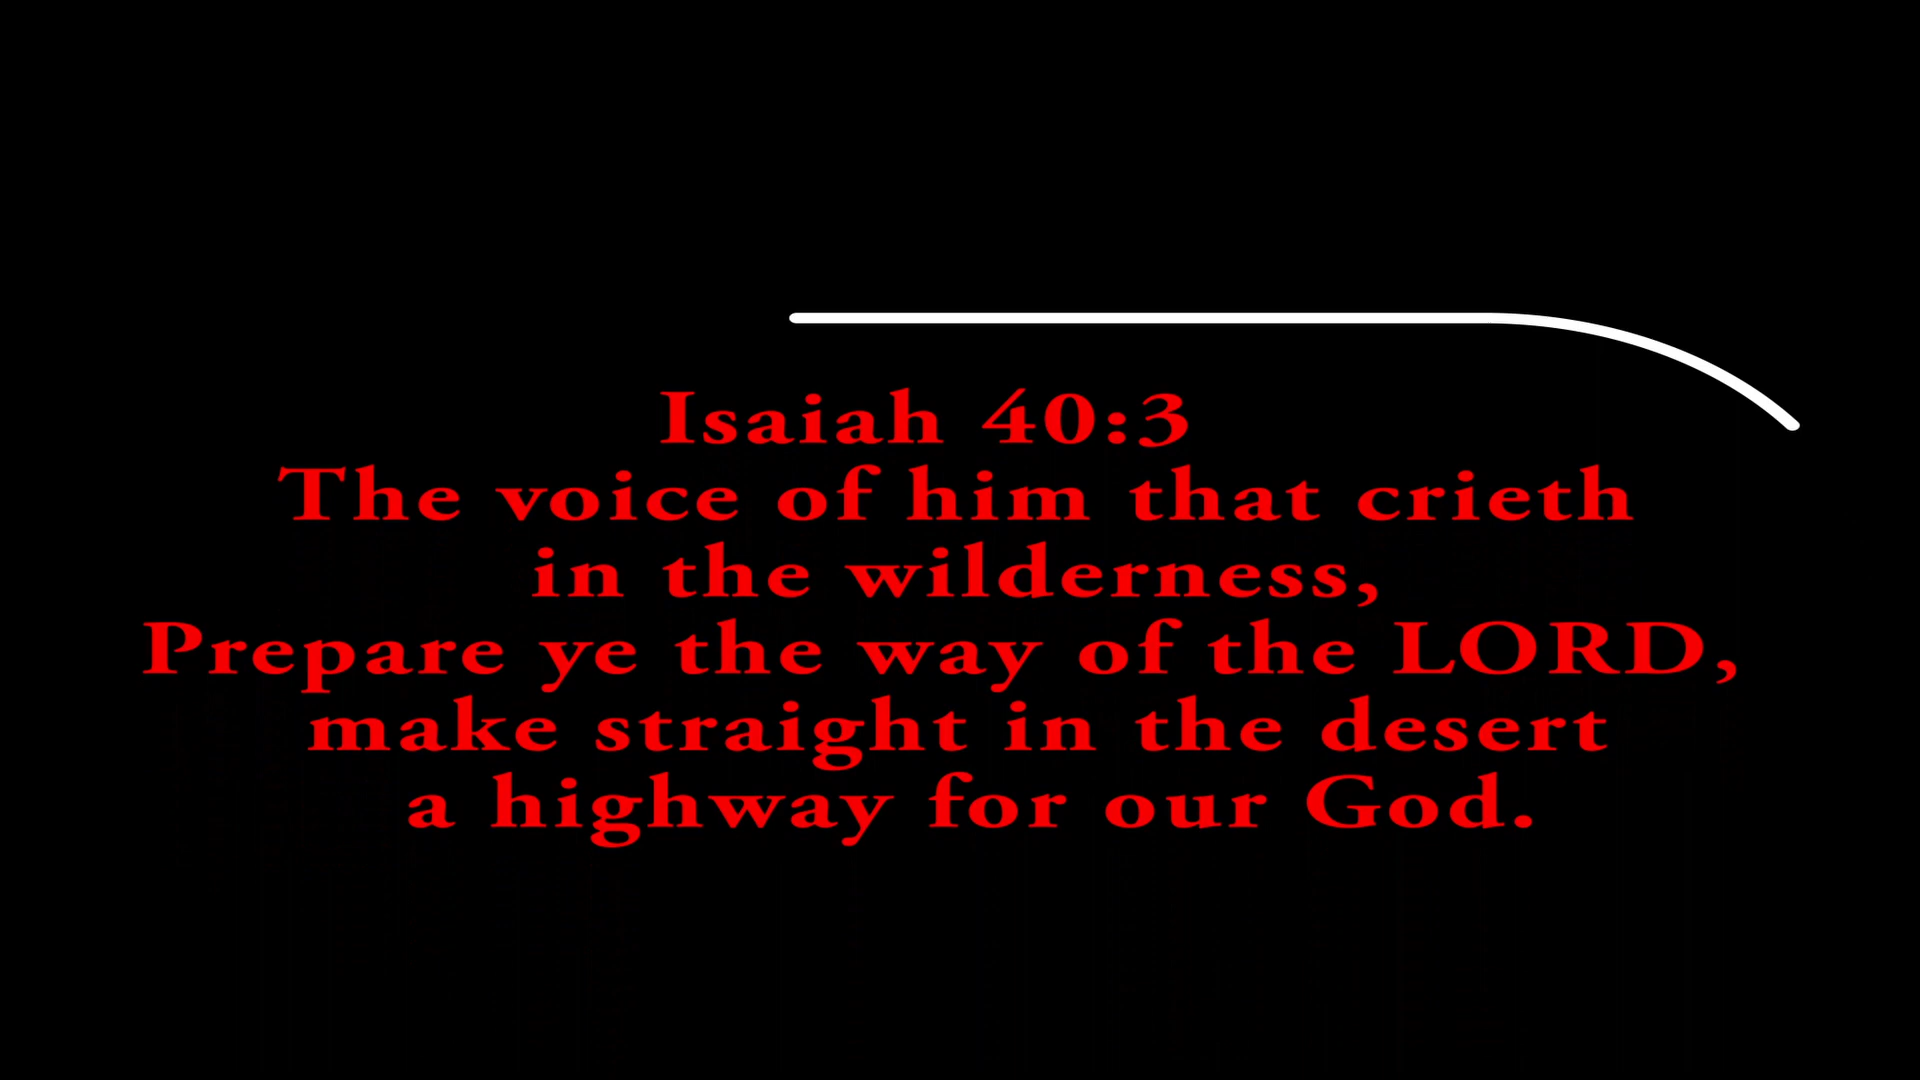 Isaiah 40:3
The voice of him that crieth
in the wilderness,
Prepare ye the way of the LORD,
make straight in the desert
a highway for our God.